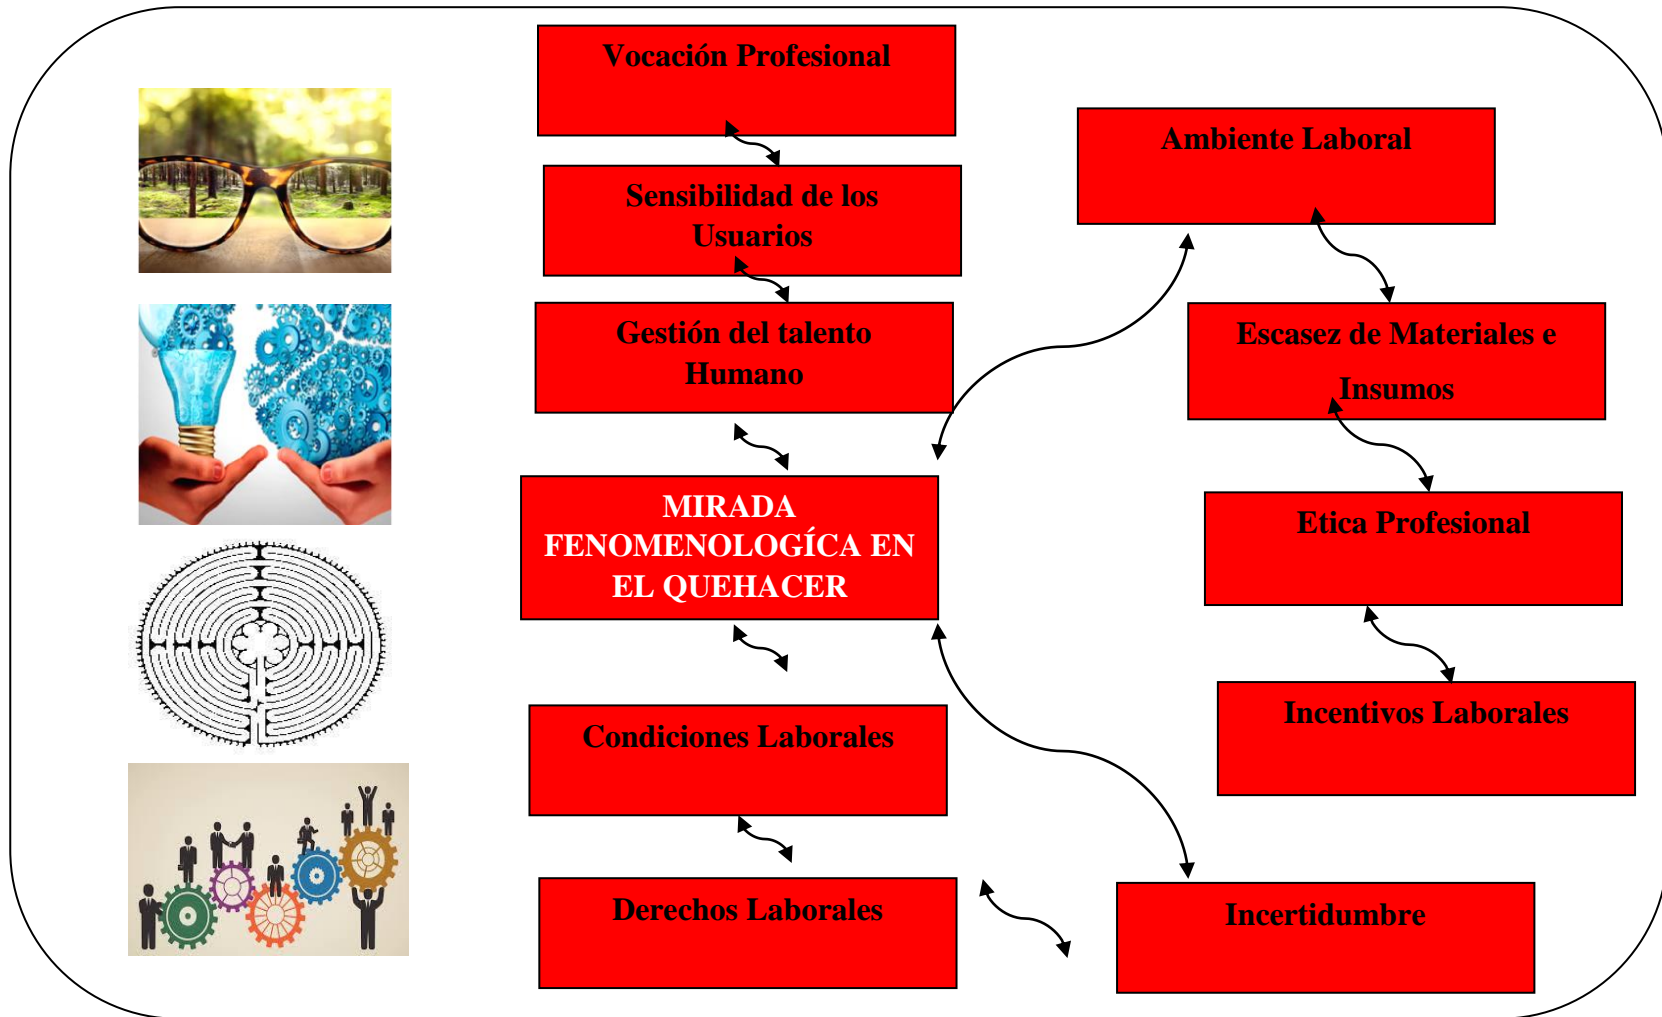 Vocación Profesional
Sensibilidad de los
Usuarios
Gestión del talento
Humano
MIRADA
FENOMENOLOGÍCA EN
EL QUEHACER
Condiciones Laborales
Derechos Laborales
Ambiente Laboral
Escasez de Materiales e
Insumos
Etica Profesional
Incentivos Laborales
Incertidumbre